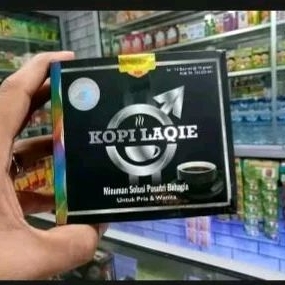 KOPI LAQIE
Minuman Solusi Pasutri Bahagia
Untuk Pria & Wanita